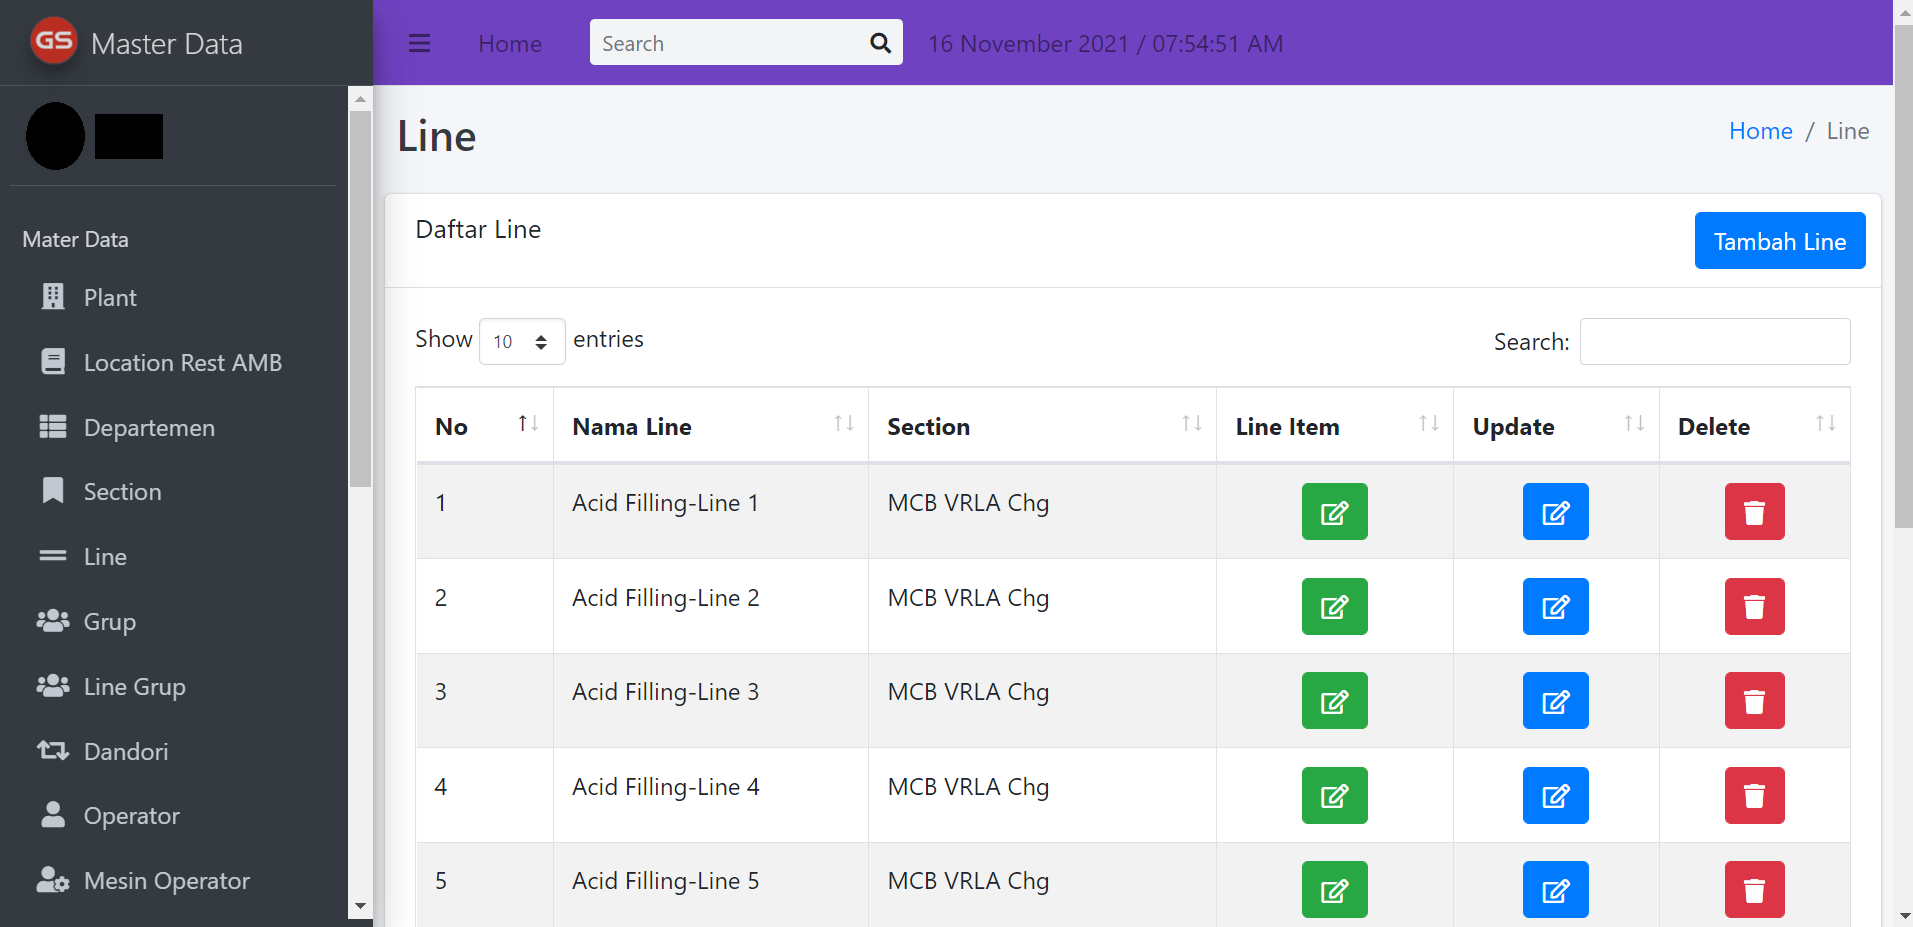 GS Master Data
Home
Search
16 November 2021 / 07:54:51 AM
Mater Data
Plant
Location Rest AMB
Departemen
Section
Line
Grup
Line Grup
Dandori
Operator
Mesin Operator
Line
Home / Line
Daftar Line
Tambah Line
Show 10 entries
Search:
No Nama Line Section Line Item Update Delete
1 Acid Filling-Line 1 MCB VRLA Chg
2 Acid Filling-Line 2 MCB VRLA Chg
3 Acid Filling-Line 3 MCB VRLA Chg
4 Acid Filling-Line 4 MCB VRLA Chg
5 Acid Filling-Line 5 MCB VRLA Chg